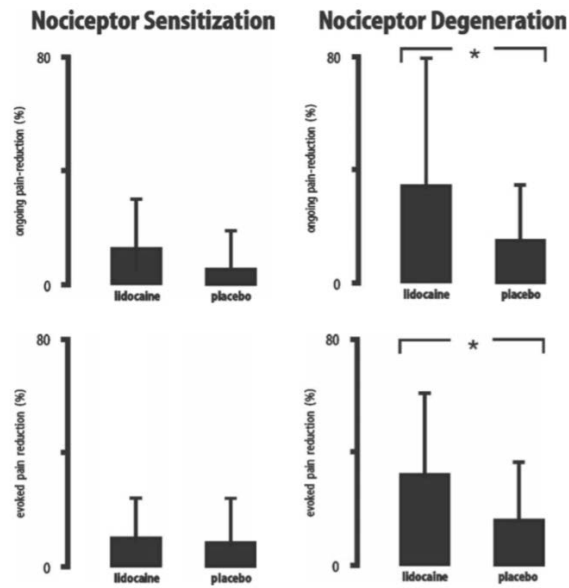 Nociceptor Sensitization
80
ongoing pain-reduction (%)
0
lidocaine placebo
Nociceptor Degeneration
*
80
ongoing pain-reduction (%)
0
lidocaine placebo
80
evoked pain reduction (%)
0
lidocaine placebo
*
80
evoked pain reduction (%)
0
lidocaine placebo